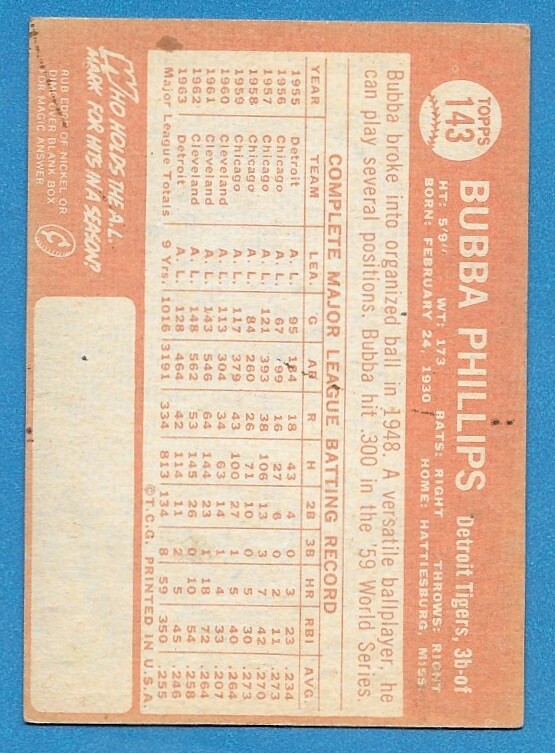 TOPPS
143
BUBBA PHILLIPS Detroit Tigers, 3b-of
HT: 5'9" WT: 173 BATS: RIGHT THROWS: RIGHT
BORN: FEBRUARY 24, 1930 HOME: HATTIESBURG, MISS.
Bubba broke into organized ball in 1948. A versatile ballplayer, he
can play several positions. Bubba hit .300 in the '59 World Series.
COMPLETE MAJOR LEAGUE BATTING RECORD
YEAR TEAM LEA. G AB R H 2B 3B HR RBI AVG.
1955 Detroit A. L. 95 184 18 43 4 0 3 23 .234
1956 Chicago A. L. 67 99 16 27 6 0 2 11 .273
1957 Chicago A. L. 121 393 38 106 13 3 7 42 .270
1958 Chicago A. L. 84 260 26 71 10 0 5 30 .273
1959 Chicago A. L. 117 379 43 100 27 1 5 40 .264
1960 Cleveland A. L. 113 304 34 63 14 1 4 33 .207
1961 Cleveland A. L. 143 546 64 144 23 1 18 72 .264
1962 Cleveland A. L. 148 562 53 145 26 0 10 54 .258
1963 Detroit A. L. 128 464 42 114 11 2 5 45 .246
Major League Totals 9 Yrs. 1016 3191 334 813 134 8 59 350 .255
©T.C.G. PRINTED IN U.S.A.
WHO HOLDS THE A.L.
MARK FOR HITS IN A SEASON?
RUB EDGE OF NICKEL OR
DIME OVER BLANK BOX
FOR MAGIC ANSWER